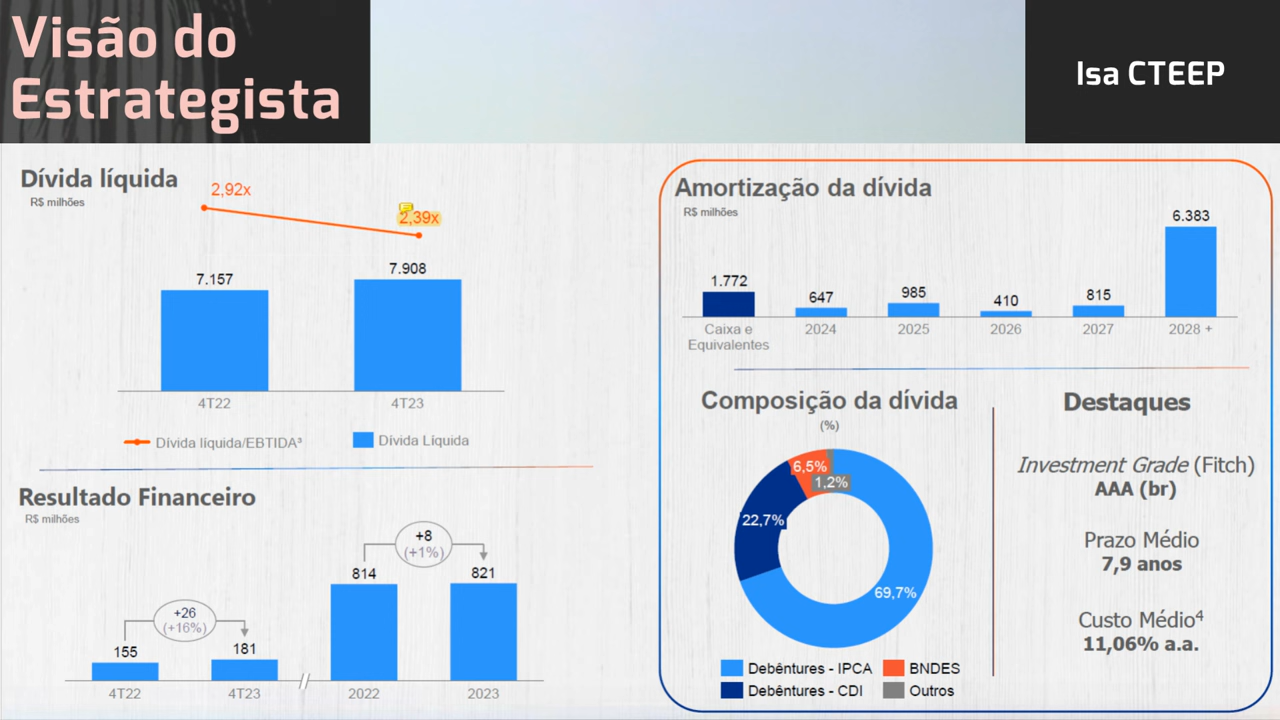 Visão do
Estrategista
Isa CTEEP
Dívida líquida
R$ milhões
2,92x
2,39x
7.157
7.908
4T22
4T23
Dívida líquida/EBTIDA³
Dívida Líquida
Resultado Financeiro
R$ milhões
+26
(+16%)
155
181
+8
(+1%)
814
821
4T22
4T23
2022
2023
Amortização da dívida
R$ milhões
1.772
647
985
410
815
6.383
Caixa e
Equivalentes
2024
2025
2026
2027
2028 +
Composição da dívida
(%)
6,5%
1,2%
22,7%
69,7%
Debêntures - IPCA
BNDES
Debêntures - CDI
Outros
Destaques
Investment Grade (Fitch)
AAA (br)
Prazo Médio
7,9 anos
Custo Médio⁴
11,06% a.a.